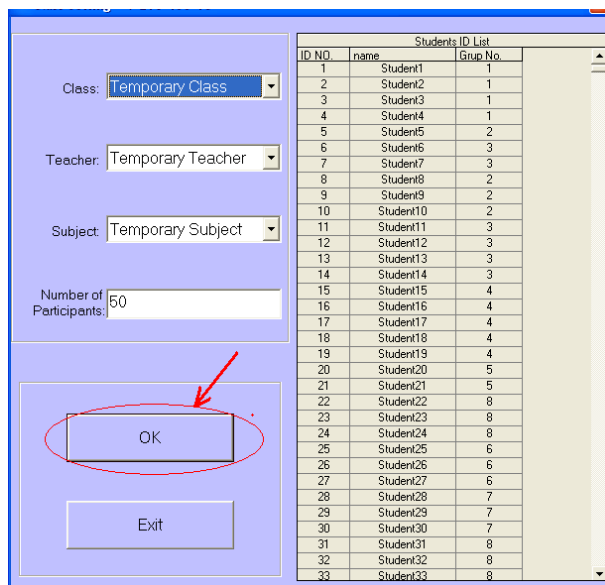 Class: Temporary Class
Teacher: Temporary Teacher
Subject: Temporary Subject
Number of
Participants: 50
OK
Exit
Students ID List
ID NO. name Grup No.
1 Student1 1
2 Student2 1
3 Student3 1
4 Student4 1
5 Student5 2
6 Student6 3
7 Student7 3
8 Student8 2
9 Student9 2
10 Student10 2
11 Student11 3
12 Student12 3
13 Student13 3
14 Student14 3
15 Student15 4
16 Student16 4
17 Student17 4
18 Student18 4
19 Student19 4
20 Student20 5
21 Student21 5
22 Student22 8
23 Student23 8
24 Student24 8
25 Student25 6
26 Student26 6
27 Student27 6
28 Student28 7
29 Student29 7
30 Student30 7
31 Student31 8
32 Student32 8
33 Student33 8